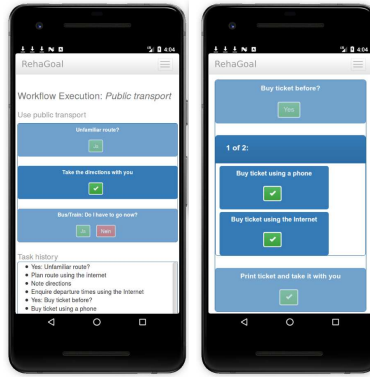 4:04
RehaGoal
Workflow Execution: Public transport
Use public transport
Unfamiliar route?
Ja
Take the directions with you
Bus/Train: Do I have to go now?
Ja Nein
Task history
Yes: Unfamiliar route?
Plan route using the internet
Note directions
Enquire departure times using the Internet
Yes: Buy ticket before?
Buy ticket using a phone
4:04
RehaGoal
Buy ticket before?
Yes
1 of 2:
Buy ticket using a phone
Buy ticket using the Internet
Print ticket and take it with you